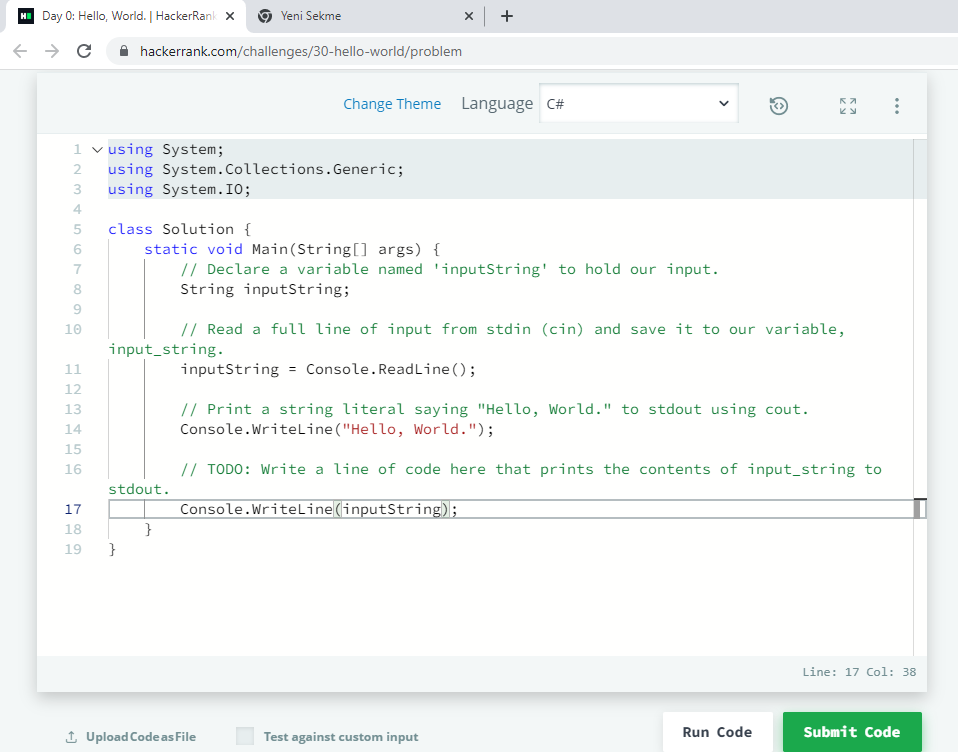 Day 0: Hello, World. | HackerRank
Yeni Sekme
hackerrank.com/challenges/30-hello-world/problem
Change Theme Language C#
1 using System;
2 using System.Collections.Generic;
3 using System.IO;
4
5 class Solution {
6 static void Main(String[] args) {
7 // Declare a variable named 'inputString' to hold our input.
8 String inputString;
9
10 // Read a full line of input from stdin (cin) and save it to our variable,
input_string.
11 inputString = Console.ReadLine();
12
13 // Print a string literal saying "Hello, World." to stdout using cout.
14 Console.WriteLine("Hello, World.");
15
16 // TODO: Write a line of code here that prints the contents of input_string to
stdout.
17 Console.WriteLine(inputString);
18 }
19 }
Line: 17 Col: 38
Upload Code as File Test against custom input Run Code Submit Code